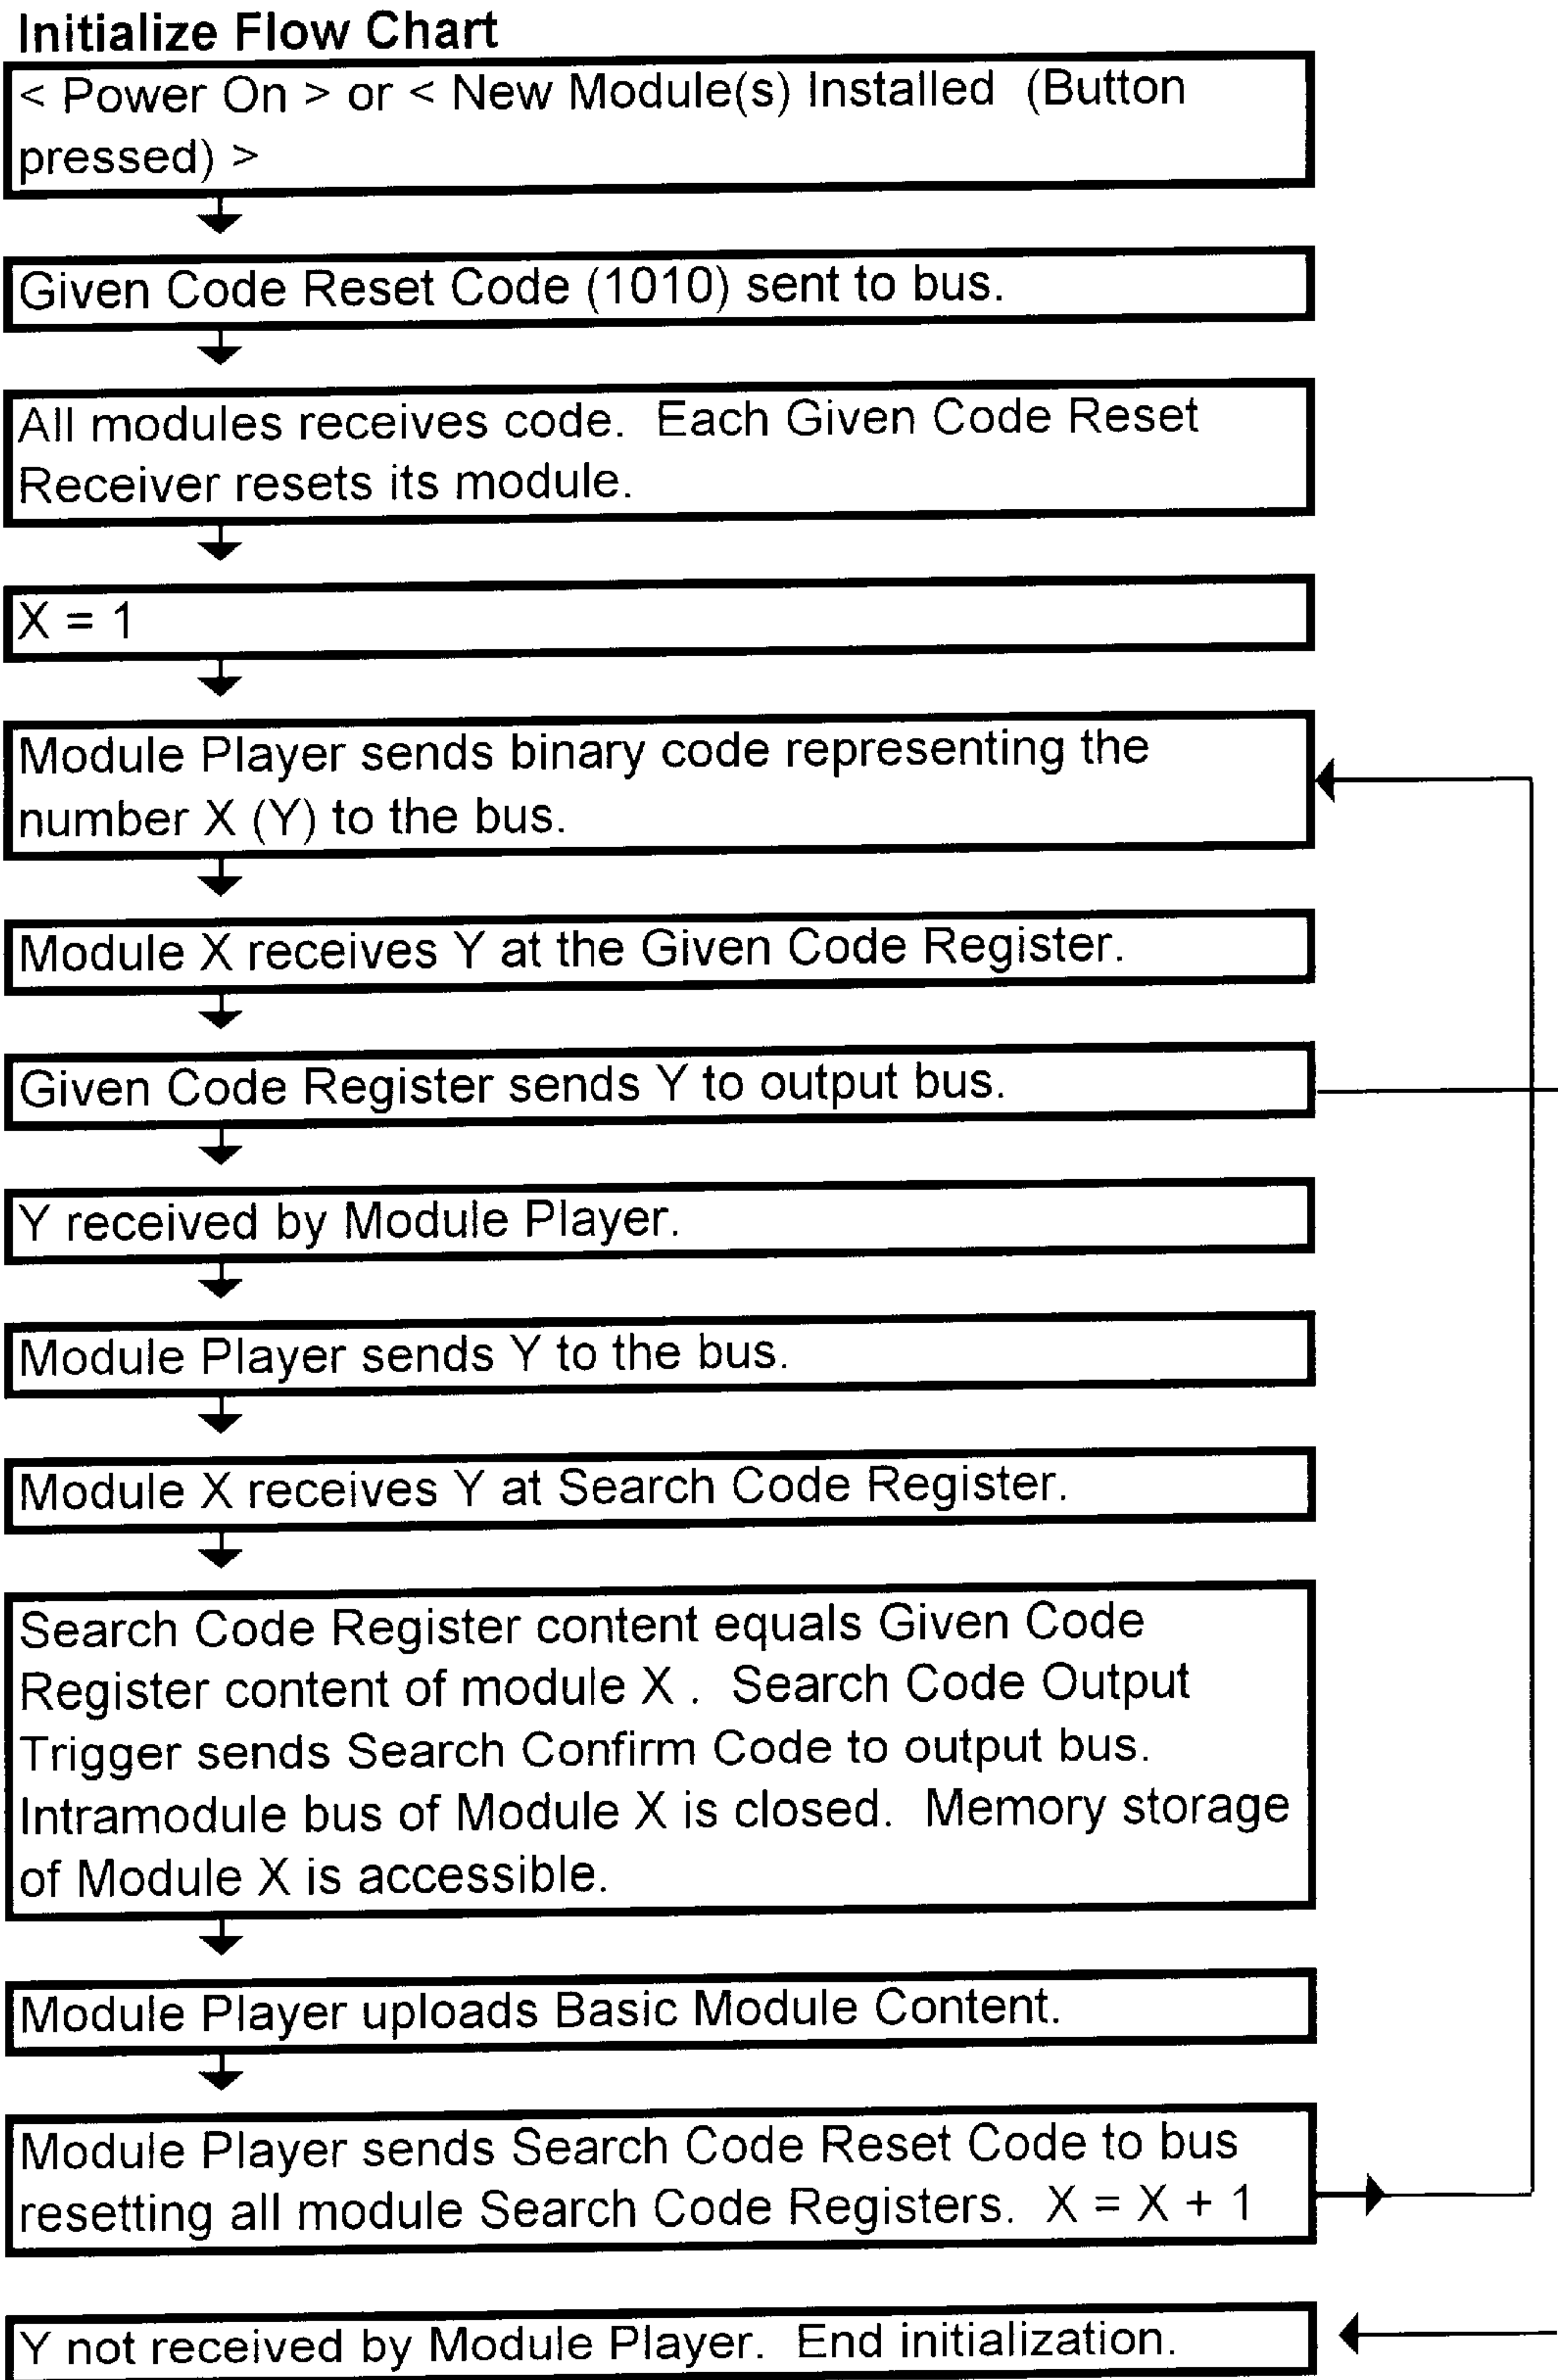 Initialize Flow Chart
< Power On > or < New Module(s) Installed (Button
pressed) >
Given Code Reset Code (1010) sent to bus.
All modules receives code. Each Given Code Reset
Receiver resets its module.
X = 1
Module Player sends binary code representing the
number X (Y) to the bus.
Module X receives Y at the Given Code Register.
Given Code Register sends Y to output bus.
Y received by Module Player.
Module Player sends Y to the bus.
Module X receives Y at Search Code Register.
Search Code Register content equals Given Code
Register content of module X . Search Code Output
Trigger sends Search Confirm Code to output bus.
Intramodule bus of Module X is closed. Memory storage
of Module X is accessible.
Module Player uploads Basic Module Content.
Module Player sends Search Code Reset Code to bus
resetting all module Search Code Registers. X = X + 1
Y not received by Module Player. End initialization.